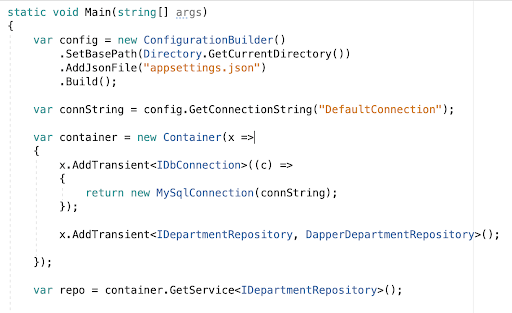 static void Main(string[] args)
{
    var config = new ConfigurationBuilder()
        .SetBasePath(Directory.GetCurrentDirectory())
        .AddJsonFile("appsettings.json")
        .Build();

    var connString = config.GetConnectionString("DefaultConnection");

    var container = new Container(x =>
    {
        x.AddTransient<IDbConnection>((c) =>
        {
            return new MySqlConnection(connString);
        });

        x.AddTransient<IDepartmentRepository, DapperDepartmentRepository>();

    });

    var repo = container.GetService<IDepartmentRepository>();